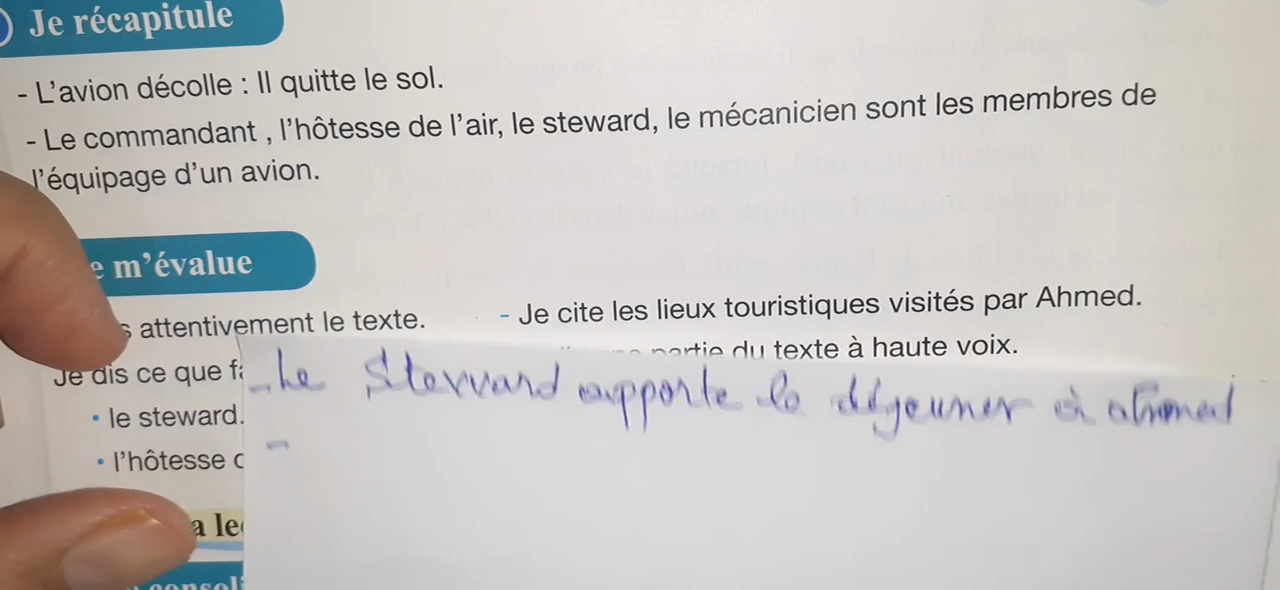 Je récapitule
- L'avion décolle : Il quitte le sol.
- Le commandant , l'hôtesse de l'air, le steward, le mécanicien sont les membres de
l'équipage d'un avion.
e m'évalue
s attentivement le texte.
- Je cite les lieux touristiques visités par Ahmed.
partie du texte à haute voix.
Je dis ce que
- Le Stewvard apporte le déjeuner à ahmed
• le steward.
-
• l'hôtesse
a le
consoli